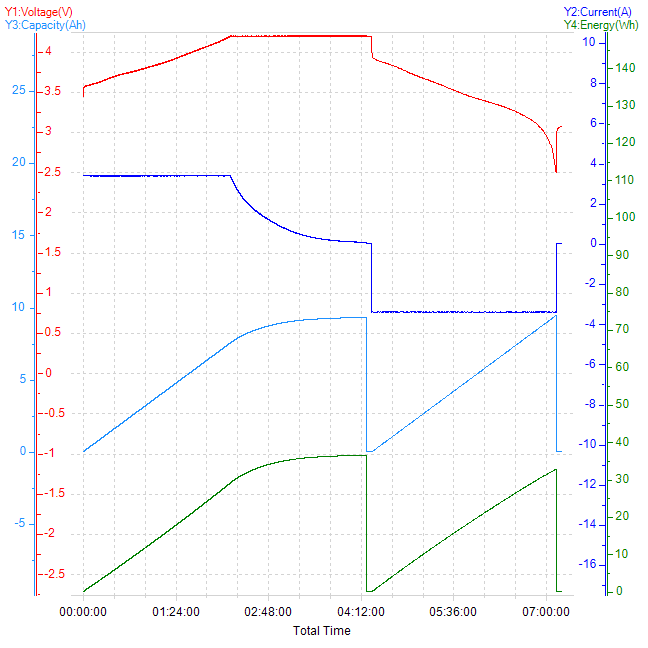 Y1:Voltage(V) Y2:Current(A)
Y3:Capacity(Ah) Y4:Energy(Wh)
4 10 140
25 3.5 8 130
3 6 120
20 2.5 4 110
2 2 100
15 1.5 0 90
1 -2 80
10 0.5 -4 70
5 0 -6 60
-0.5 -8 50
0 -1 -10 40
-1.5 -12 30
-5 -2 -14 20
-2.5 -16 10
0
00:00:00 01:24:00 02:48:00 04:12:00 05:36:00 07:00:00
Total Time